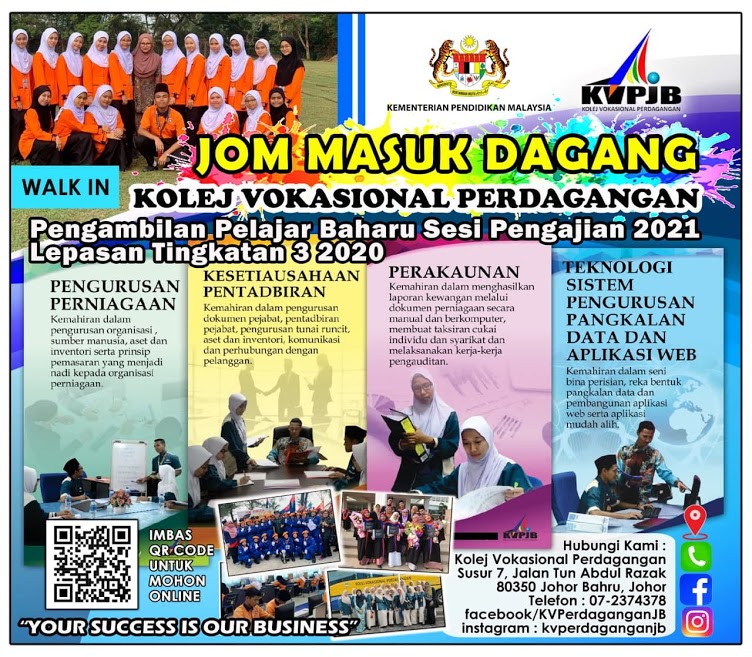 KEMENTERIAN PENDIDIKAN MALAYSIA
KVPJB
KOLEJ VOKASIONAL PERDAGANGAN
JOM MASUK DAGANG
WALK IN
KOLEJ VOKASIONAL PERDAGANGAN
Pengambilan Pelajar Baharu Sesi Pengajian 2021
Lepasan Tingkatan 3 2020
PENGURUSAN
PERNIAGAAN
Kemahiran dalam
pengurusan organisasi ,
sumber manusia, aset dan
inventori serta prinsip
pemasaran yang menjadi
nadi kepada organisasi
perniagaan.
KESETIAUSAHAAN
PENTADBIRAN
Kemahiran dalam pengurusan
dokumen pejabat, pentadbiran
pejabat, pengurusan tunai runcit,
aset dan inventori, komunikasi
dan perhubungan dengan
pelanggan.
PERAKAUNAN
Kemahiran dalam menghasilkan
laporan kewangan melalui
dokumen perniagaan secara
manual dan berkomputer,
membuat taksiran cukai
individu dan syarikat dan
melaksanakan kerja-kerja
pengauditan.
TEKNOLOGI
SISTEM
PENGURUSAN
PANGKALAN
DATA DAN
APLIKASI WEB
Kemahiran dalam seni
bina perisian, reka bentuk
pangkalan data dan
pembangunan aplikasi
web serta aplikasi
mudah alih.
IMBAS
QR CODE
UNTUK
MOHON
ONLINE
KVPJB
KOLEJ VOKASIONAL PERDAGANGAN
Hubungi Kami :
Kolej Vokasional Perdagangan
Susur 7, Jalan Tun Abdul Razak
80350 Johor Bahru, Johor
Telefon : 07-2374378
facebook/KVPerdaganganJB
instagram : kvperdaganganjb
"YOUR SUCCESS IS OUR BUSINESS"